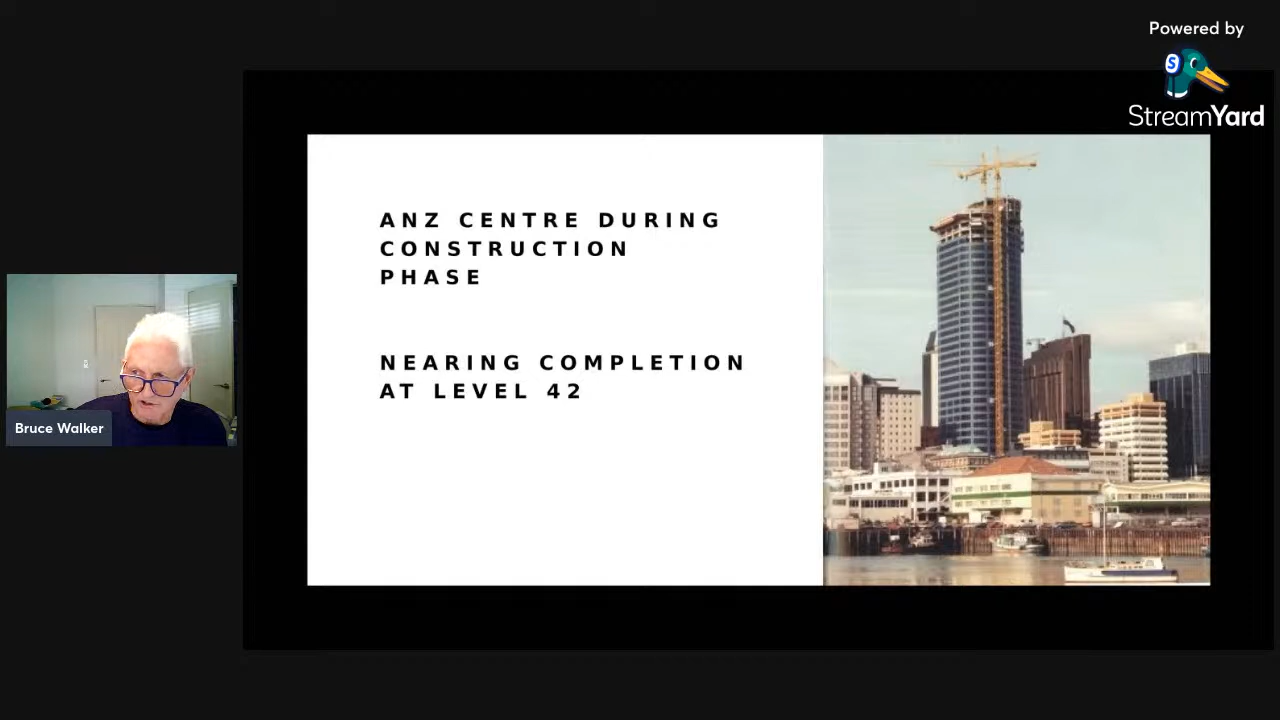 Powered by
S
StreamYard
ANZ CENTRE DURING
CONSTRUCTION
PHASE
NEARING COMPLETION
AT LEVEL 42
Bruce Walker